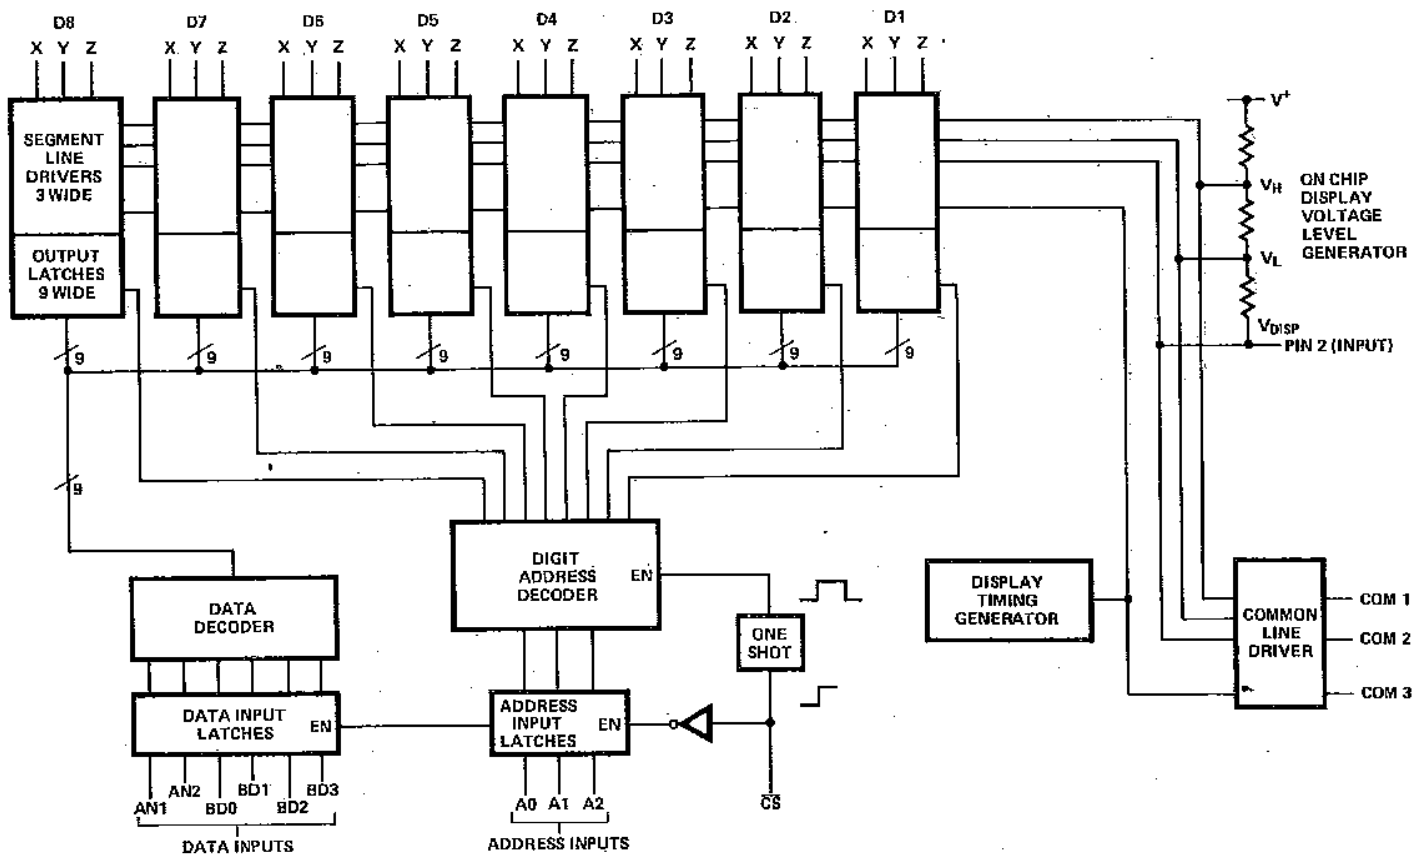 D8 D7 D6 D5 D4 D3 D2 D1
X Y Z X Y Z X Y Z X Y Z X Y Z X Y Z X Y Z X Y Z
SEGMENT
LINE
DRIVERS
3 WIDE
OUTPUT
LATCHES
9 WIDE
V+
VH
VL
VDISP
PIN 2 (INPUT)
ON CHIP
DISPLAY
VOLTAGE
LEVEL
GENERATOR
9 9 9 9 9 9 9 9
9
DIGIT
ADDRESS
DECODER
EN
DATA
DECODER
ONE
SHOT
DISPLAY
TIMING
GENERATOR
COMMON
LINE
DRIVER
COM 1
COM 2
COM 3
DATA INPUT
LATCHES
EN
ADDRESS
INPUT
LATCHES
EN
AN1 AN2 BD0 BD1 BD2 BD3
DATA INPUTS
A0 A1 A2
ADDRESS INPUTS
C̅S̅